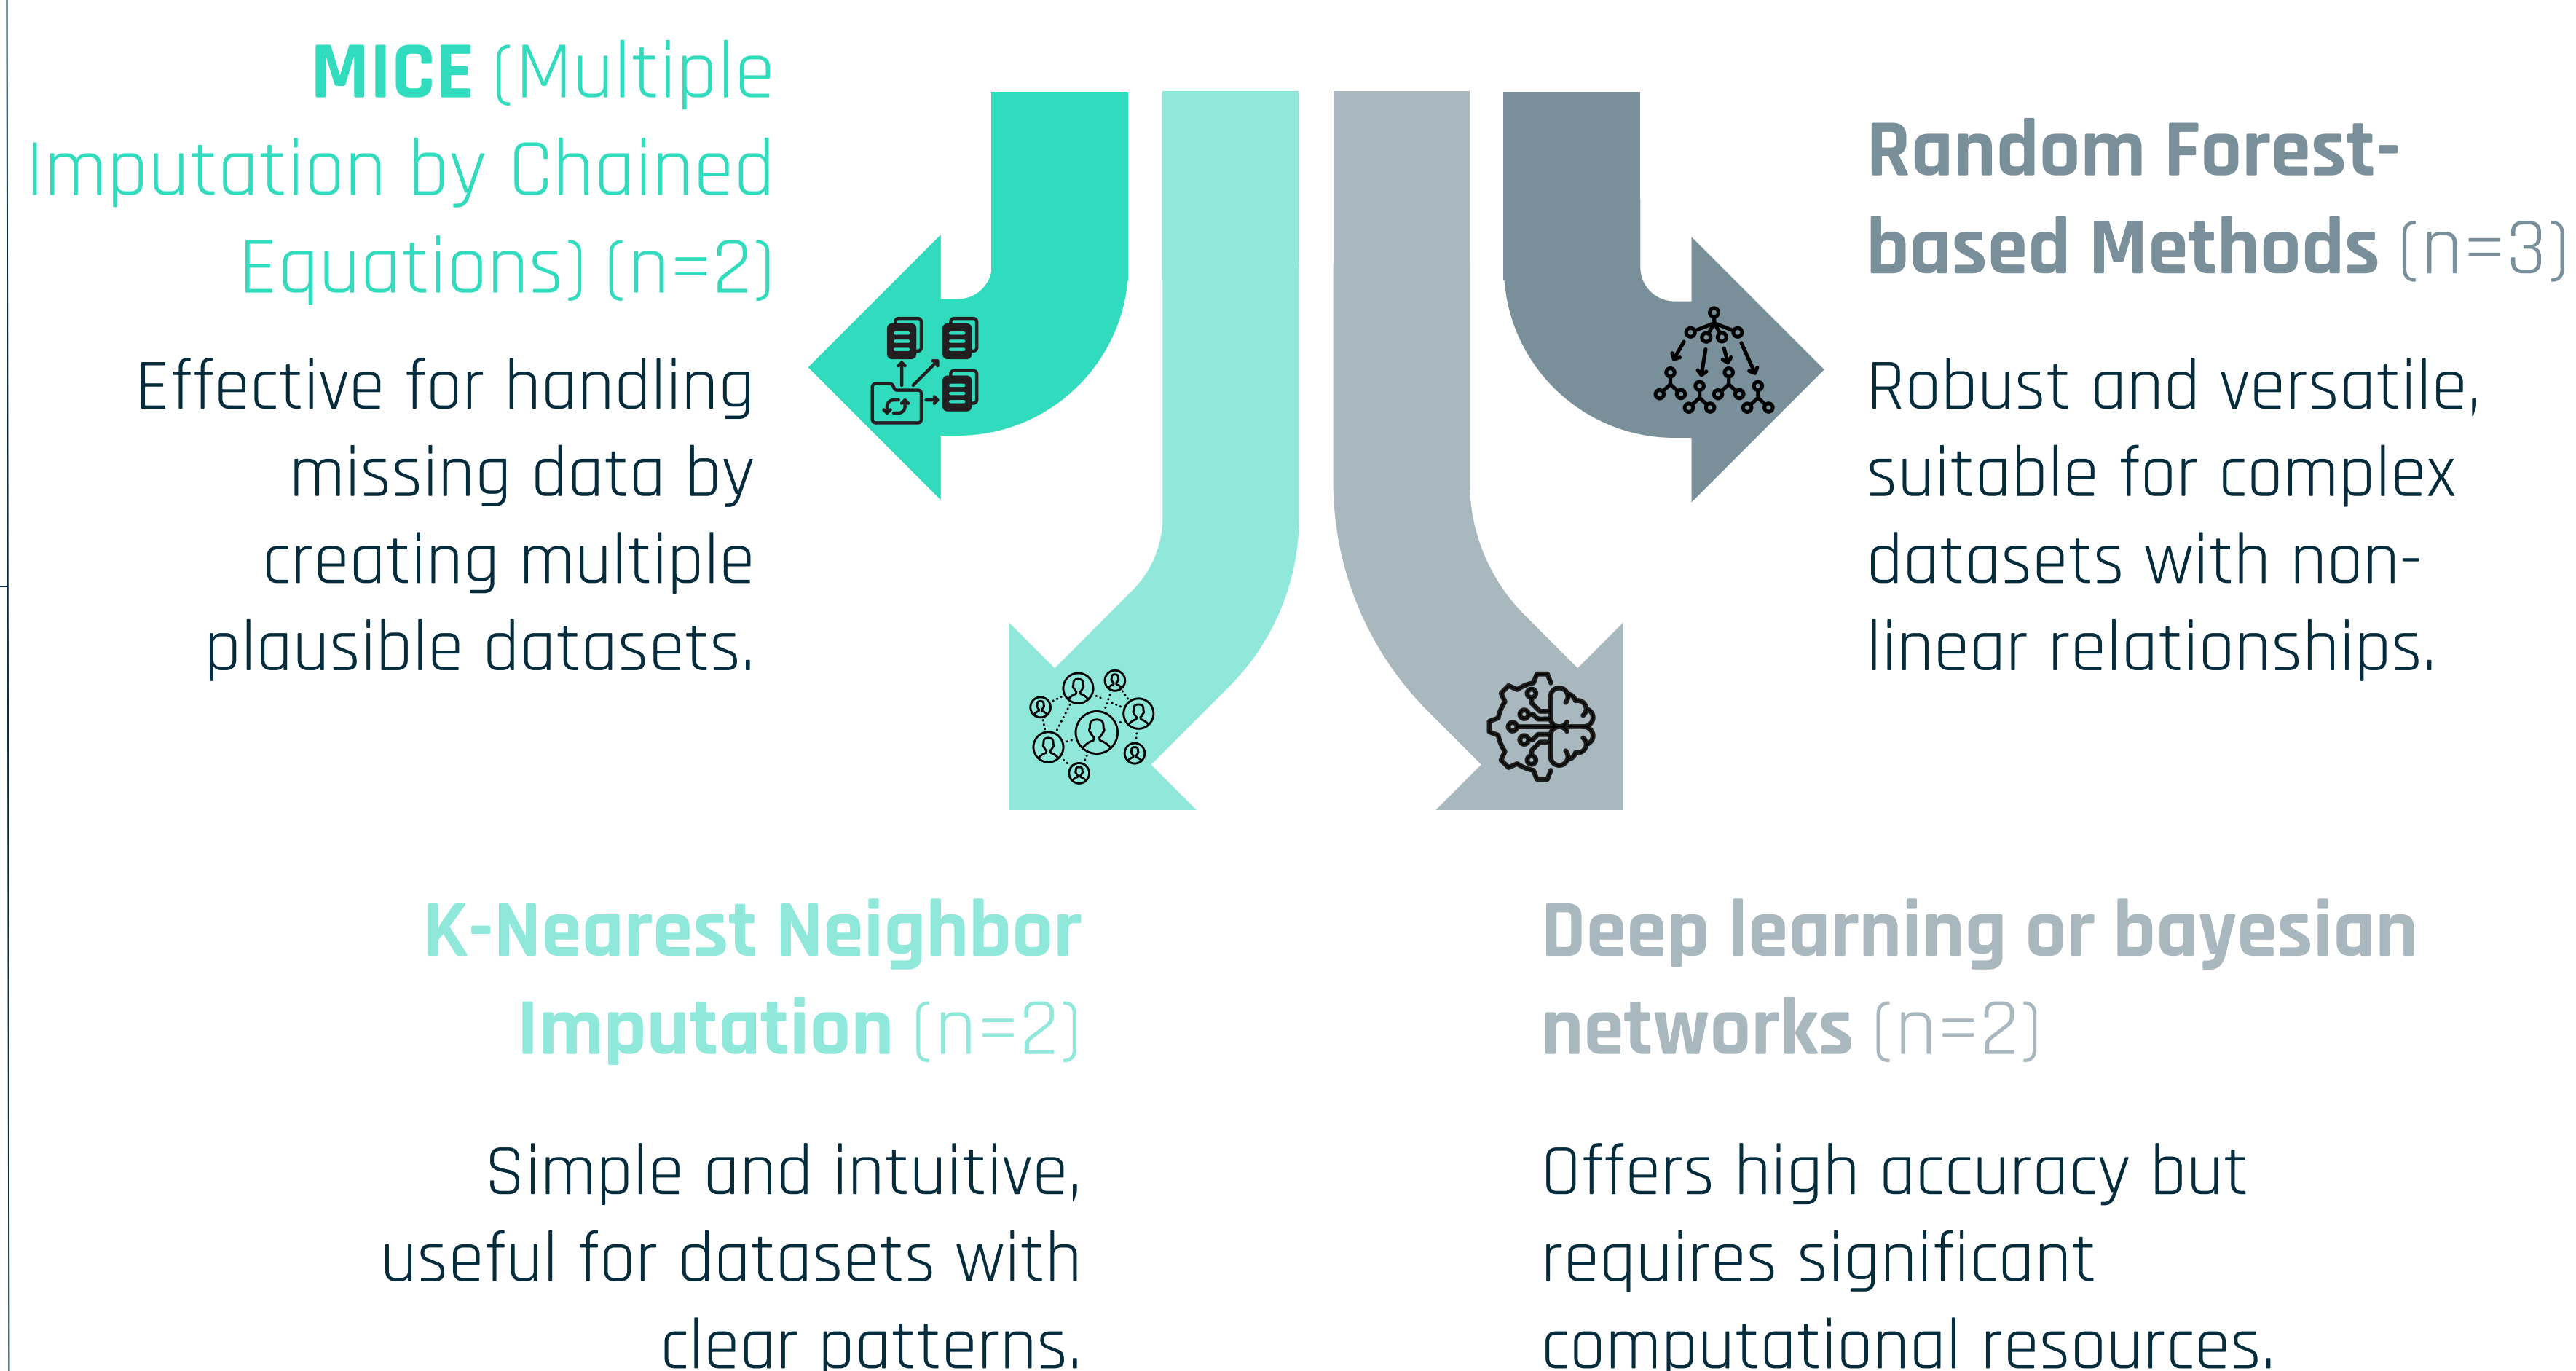 MICE (Multiple
Imputation by Chained
Equations) (n=2)
Effective for handling
missing data by
creating multiple
plausible datasets.
Random Forest-
based Methods (n=3)
Robust and versatile,
suitable for complex
datasets with non-
linear relationships.
K-Nearest Neighbor
Imputation (n=2)
Simple and intuitive,
useful for datasets with
clear patterns.
Deep learning or bayesian
networks (n=2)
Offers high accuracy but
requires significant
computational resources.